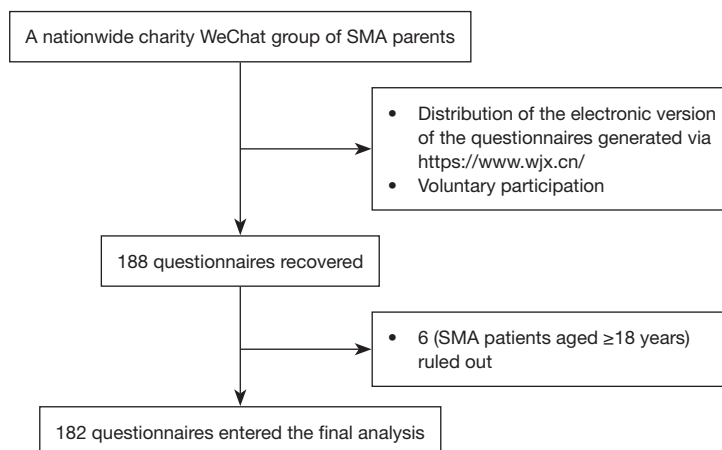 A nationwide charity WeChat group of SMA parents
• Distribution of the electronic version
of the questionnaires generated via
https://www.wjx.cn/
• Voluntary participation
188 questionnaires recovered
• 6 (SMA patients aged ≥18 years)
ruled out
182 questionnaires entered the final analysis